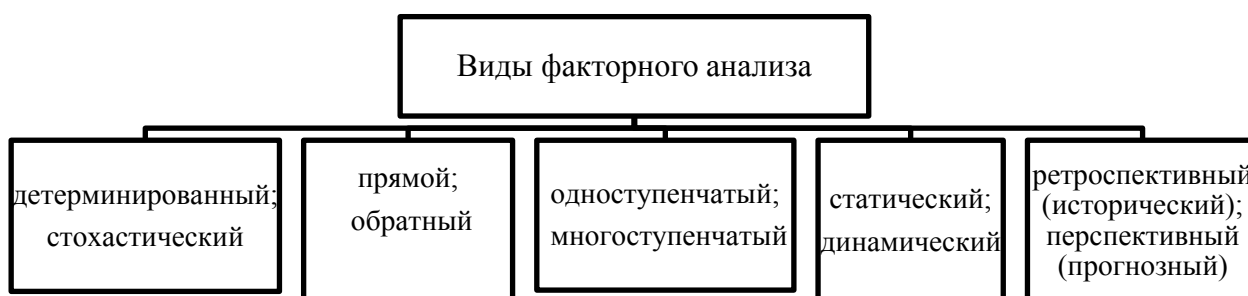 Виды факторного анализа
детерминированный;
стохастический
прямой;
обратный
одноступенчатый;
многоступенчатый
статический;
динамический
ретроспективный
(исторический);
перспективный
(прогнозный)